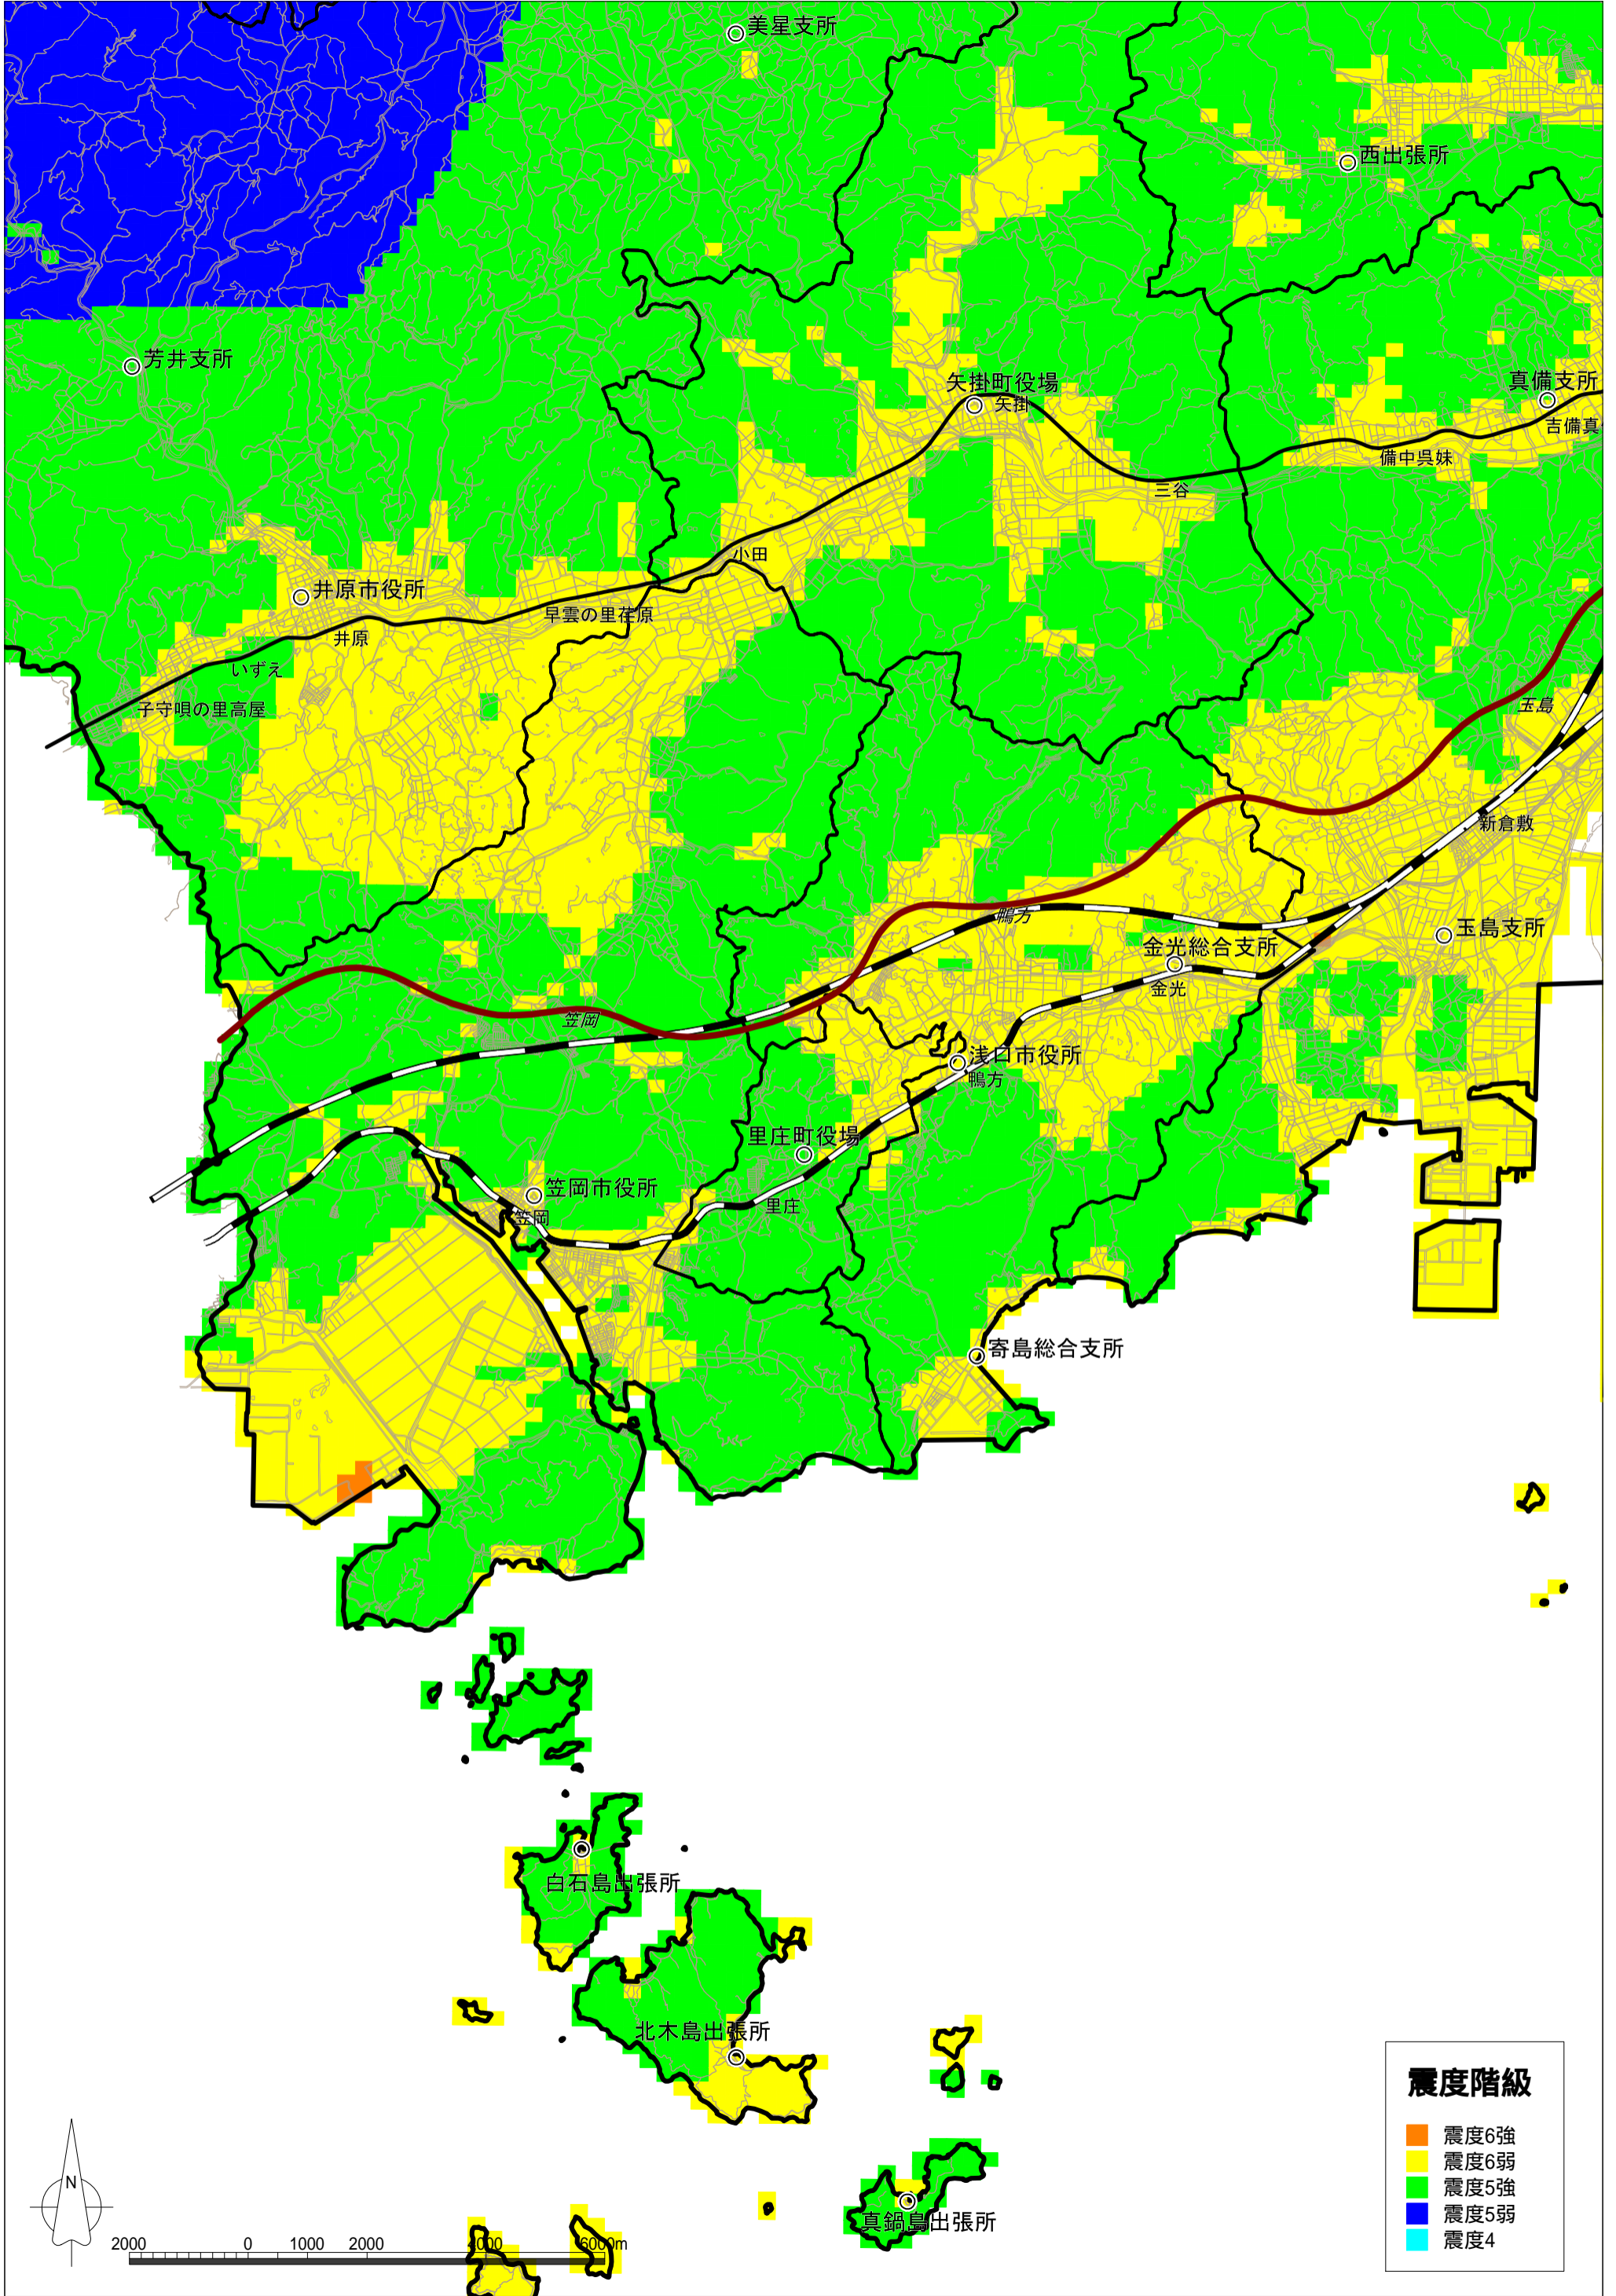 美星支所
西出張所
芳井支所
矢掛町役場
矢掛
真備支所
吉備真
備中呉妹
三谷
小田
井原市役所
早雲の里荏原
井原
いずえ
子守唄の里高屋
玉島
新倉敷
鴨方
玉島支所
金光総合支所
金光
笠岡
浅口市役所
鴨方
里庄町役場
笠岡市役所
里庄
笠岡
寄島総合支所
白石島出張所
北木島出張所
真鍋島出張所
震度階級
震度6強
震度6弱
震度5強
震度5弱
震度4
N
2000 0 1000 2000 4000 6000m